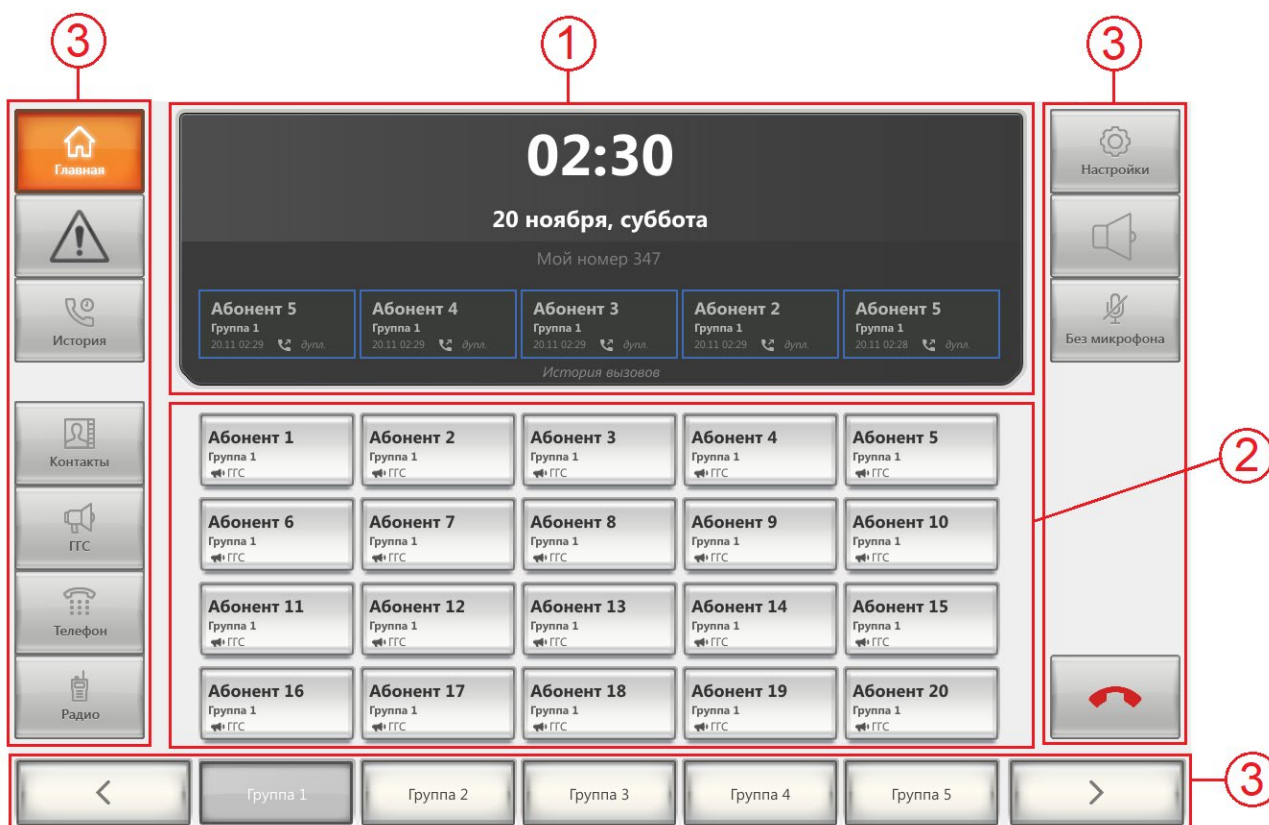 3
1
3
Главная
История
Контакты
ГГС
Телефон
Радио
02:30
20 ноября, суббота
Мой номер 347
Абонент 5
Группа 1
20.11 02:29 дупл.
Абонент 4
Группа 1
20.11 02:29 дупл.
Абонент 3
Группа 1
20.11 02:29 дупл.
Абонент 2
Группа 1
20.11 02:29 дупл.
Абонент 5
Группа 1
20.11 02:28 дупл.
История вызовов
Абонент 1
Группа 1
ГГС
Абонент 2
Группа 1
ГГС
Абонент 3
Группа 1
ГГС
Абонент 4
Группа 1
ГГС
Абонент 5
Группа 1
ГГС
Абонент 6
Группа 1
ГГС
Абонент 7
Группа 1
ГГС
Абонент 8
Группа 1
ГГС
Абонент 9
Группа 1
ГГС
Абонент 10
Группа 1
ГГС
Абонент 11
Группа 1
ГГС
Абонент 12
Группа 1
ГГС
Абонент 13
Группа 1
ГГС
Абонент 14
Группа 1
ГГС
Абонент 15
Группа 1
ГГС
Абонент 16
Группа 1
ГГС
Абонент 17
Группа 1
ГГС
Абонент 18
Группа 1
ГГС
Абонент 19
Группа 1
ГГС
Абонент 20
Группа 1
ГГС
Настройки
Без микрофона
2
Группа 1
Группа 2
Группа 3
Группа 4
Группа 5
3